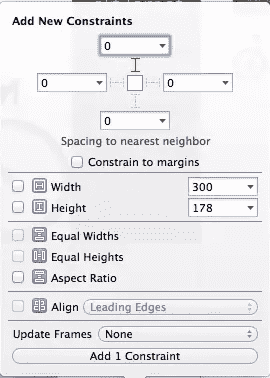 Add New Constraints
0
0
0
0
Spacing to nearest neighbor
Constrain to margins
Width 300
Height 178
Equal Widths
Equal Heights
Aspect Ratio
Align Leading Edges
Update Frames None
Add 1 Constraint